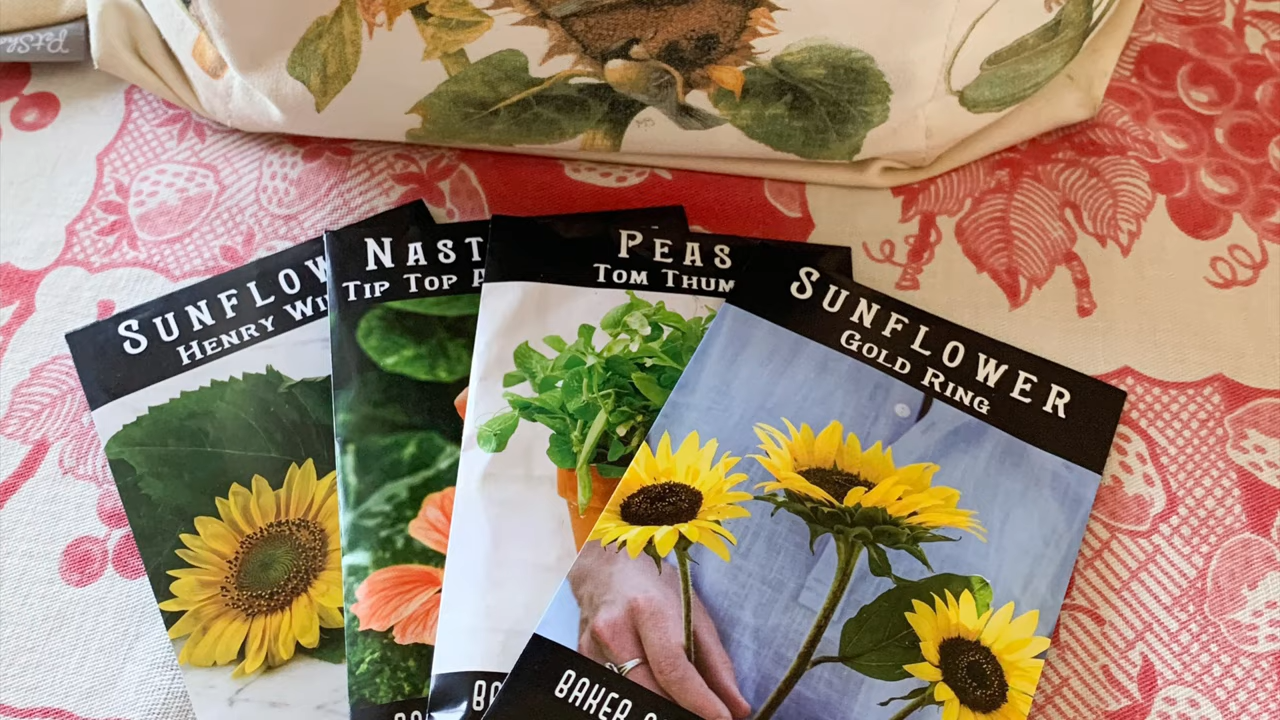 SUNFLOW
HENRY WI
NAST
TIP TOP
PEAS
TOM THUM
SUNFLOWER
GOLD RING
BAKER